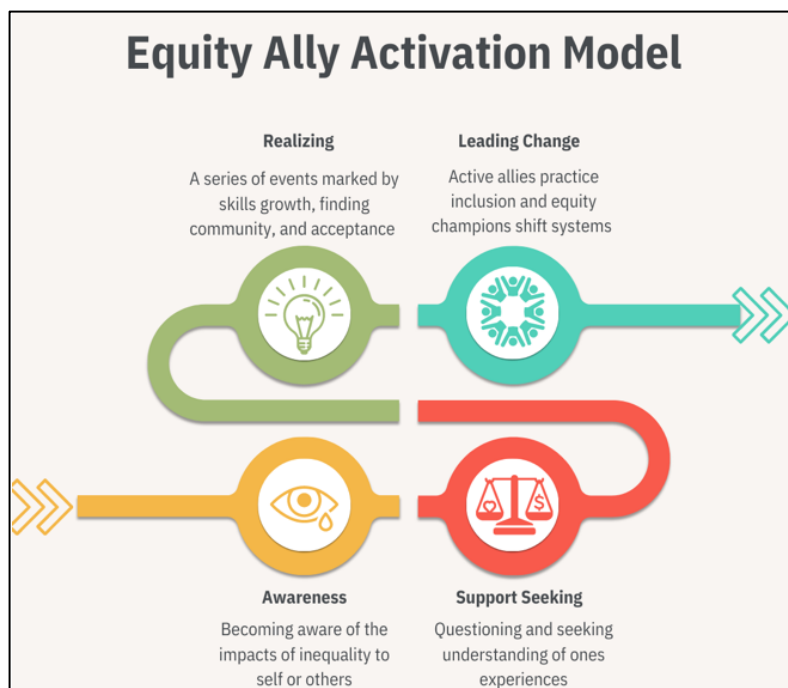 Equity Ally Activation Model
Realizing
A series of events marked by
skills growth, finding
community, and acceptance
Leading Change
Active allies practice
inclusion and equity
champions shift systems
$
Awareness
Becoming aware of the
impacts of inequality to
self or others
Support Seeking
Questioning and seeking
understanding of ones
experiences